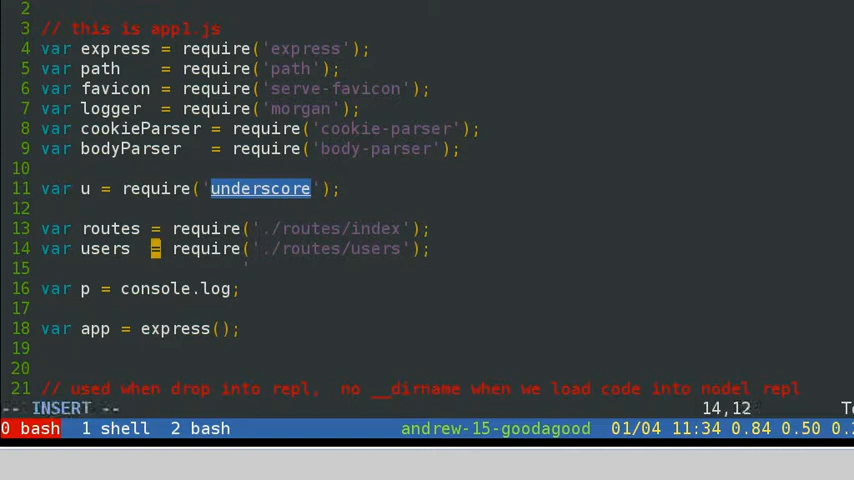 2
3 // this is app1.js
4 var express = require('express');
5 var path    = require('path');
6 var favicon = require('serve-favicon');
7 var logger  = require('morgan');
8 var cookieParser = require('cookie-parser');
9 var bodyParser   = require('body-parser');
10
11 var u = require('underscore');
12
13 var routes = require('./routes/index');
14 var users  = require('./routes/users');
15
16 var p = console.log;
17
18 var app = express();
19
20
21 // used when drop into repl,  no __dirname when we load code into nodel repl
-- INSERT -- 14,12
0 bash  1 shell  2 bash andrew-15-goodagood 01/04 11:34 0.84 0.50